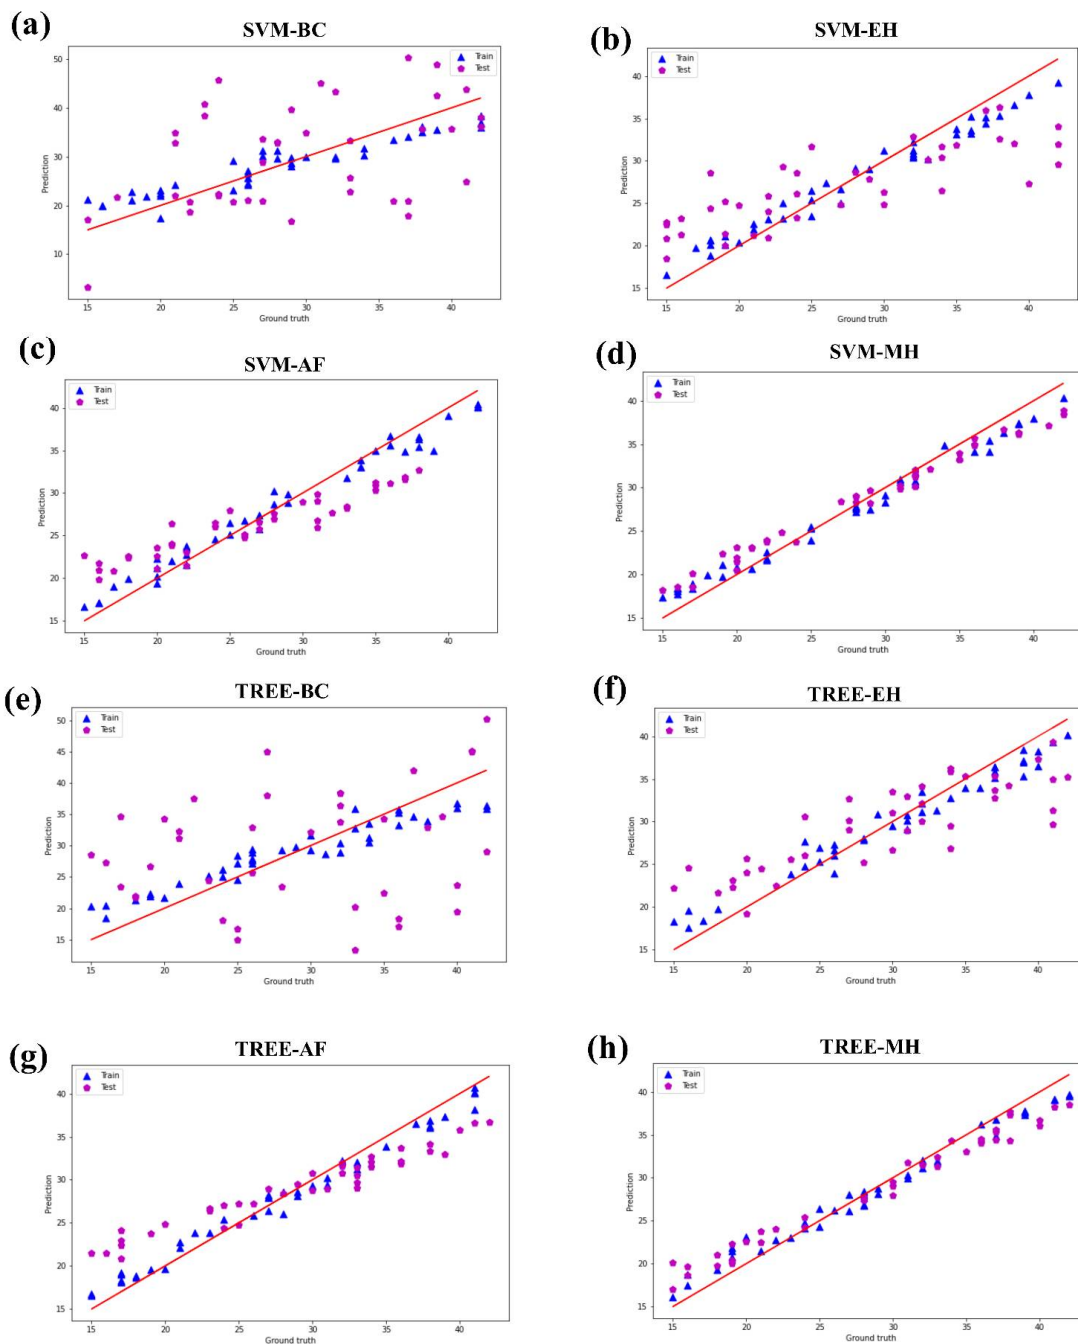 (a)
SVM-BC
Train
Test
50
40
30
20
10
Prediction
15
20
25
30
35
40
Ground truth
(b)
SVM-EH
Train
Test
40
35
30
25
20
15
Prediction
15
20
25
30
35
40
Ground truth
(c)
SVM-AF
Train
Test
40
35
30
25
20
15
Prediction
15
20
25
30
35
40
Ground truth
(d)
SVM-MH
Train
Test
40
35
30
25
20
15
Prediction
15
20
25
30
35
40
Ground truth
(e)
TREE-BC
Train
Test
50
45
40
35
30
25
20
15
Prediction
15
20
25
30
35
40
Ground truth
(f)
TREE-EH
Train
Test
40
35
30
25
20
15
Prediction
15
20
25
30
35
40
Ground truth
(g)
TREE-AF
Train
Test
40
35
30
25
20
15
Prediction
15
20
25
30
35
40
Ground truth
(h)
TREE-MH
Train
Test
40
35
30
25
20
15
Prediction
15
20
25
30
35
40
Ground truth